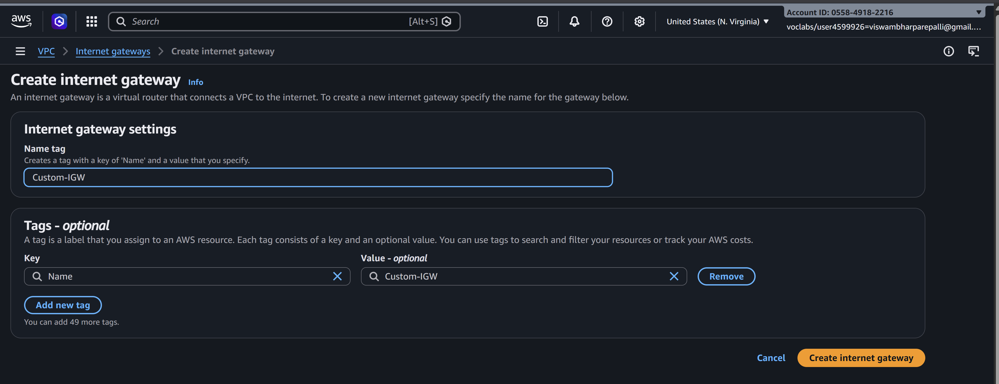 aws
Search [Alt+S]
United States (N. Virginia)
Account ID: 0558-4918-2216
voclabs/user4599926=viswambharparepalli@gmail....
VPC Internet gateways Create internet gateway
Create internet gateway Info
An internet gateway is a virtual router that connects a VPC to the internet. To create a new internet gateway specify the name for the gateway below.
Internet gateway settings
Name tag
Creates a tag with a key of 'Name' and a value that you specify.
Custom-IGW
Tags - optional
A tag is a label that you assign to an AWS resource. Each tag consists of a key and an optional value. You can use tags to search and filter your resources or track your AWS costs.
Key Value - optional
Name Custom-IGW Remove
Add new tag
You can add 49 more tags.
Cancel Create internet gateway